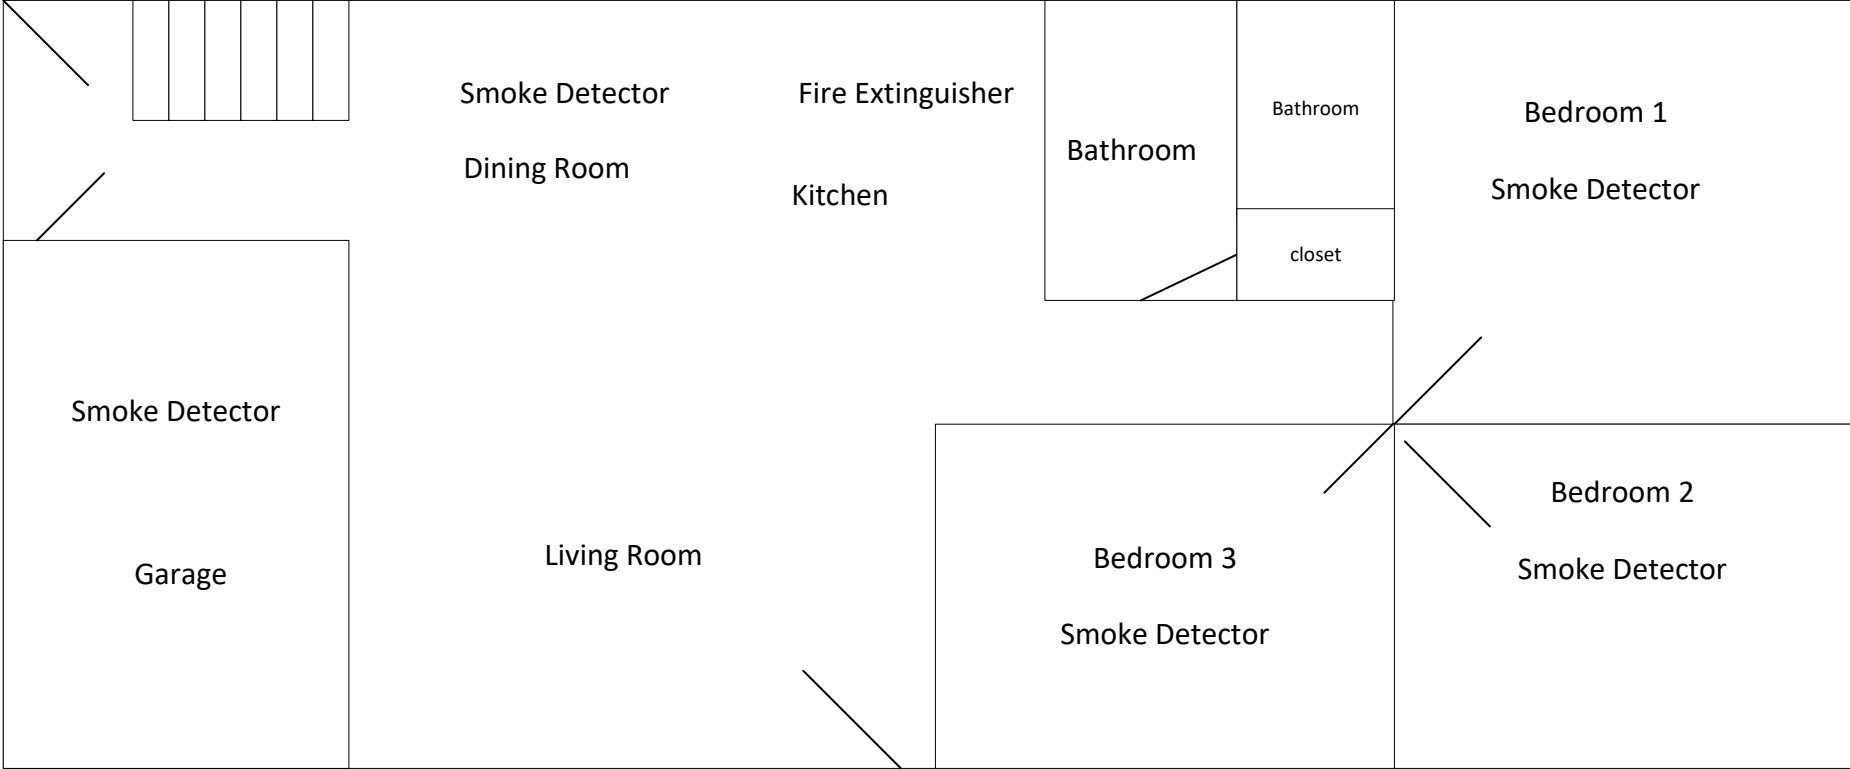 Smoke Detector
Fire Extinguisher
Dining Room
Kitchen
Bathroom
Bathroom
closet
Bedroom 1
Smoke Detector
Smoke Detector
Garage
Living Room
Bedroom 3
Smoke Detector
Bedroom 2
Smoke Detector